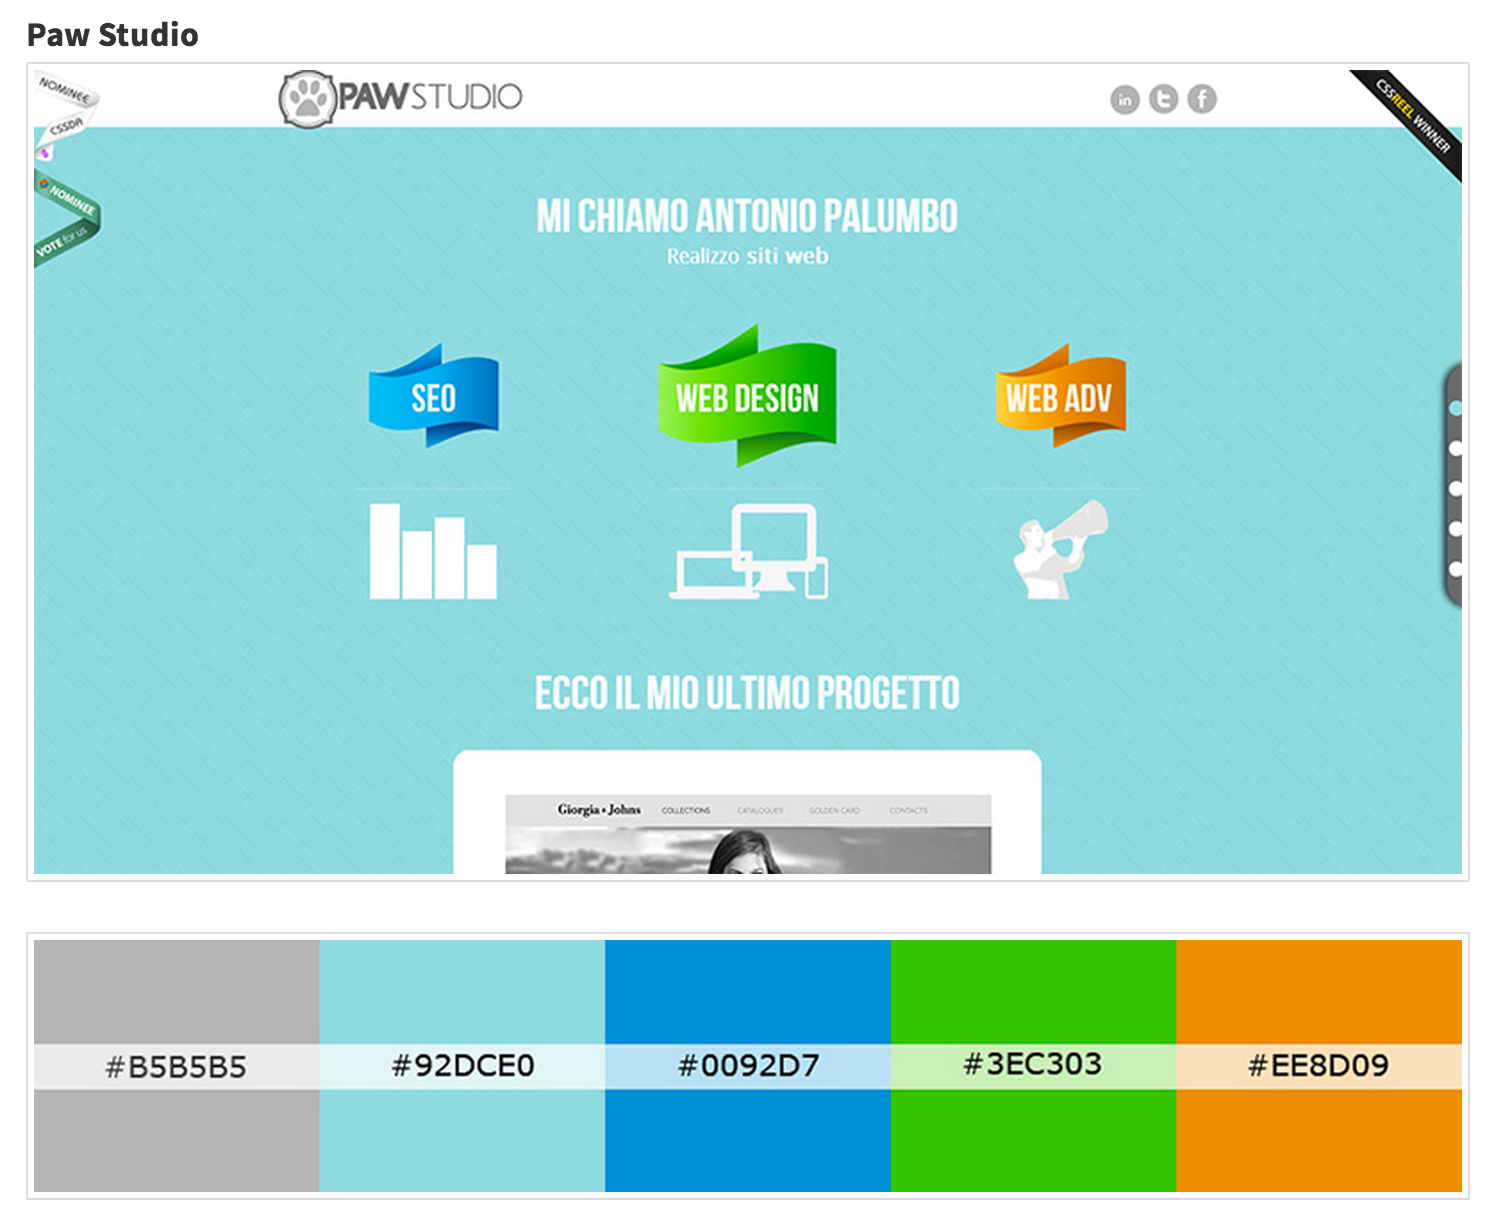 Paw Studio
NOMINEE
CSSDA
PAWSTUDIO
in
CSSREEL WINNER
NOMINEE
VOTE for us
MI CHIAMO ANTONIO PALUMBO
Realizzo siti web
SEO
WEB DESIGN
WEB ADV
ECCO IL MIO ULTIMO PROGETTO
Giorgia+Johns COLLECTIONS CATALOGUES GOLDEN CARD CONTACTS
#B5B5B5 #92DCE0 #0092D7 #3EC303 #EE8D09